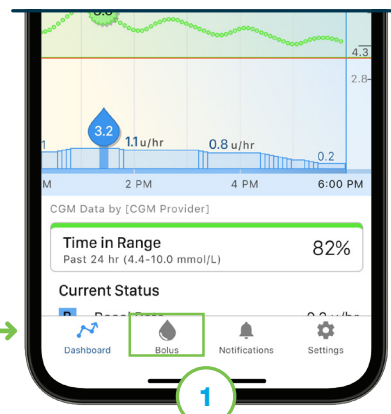 4.3
2.8
3.2
1.1 u/hr
0.8 u/hr
0.2
2 PM
4 PM
6:00 PM
CGM Data by [CGM Provider]
Time in Range
82%
Past 24 hr (4.4-10.0 mmol/L)
Current Status
Dashboard
Bolus
Notifications
Settings
1